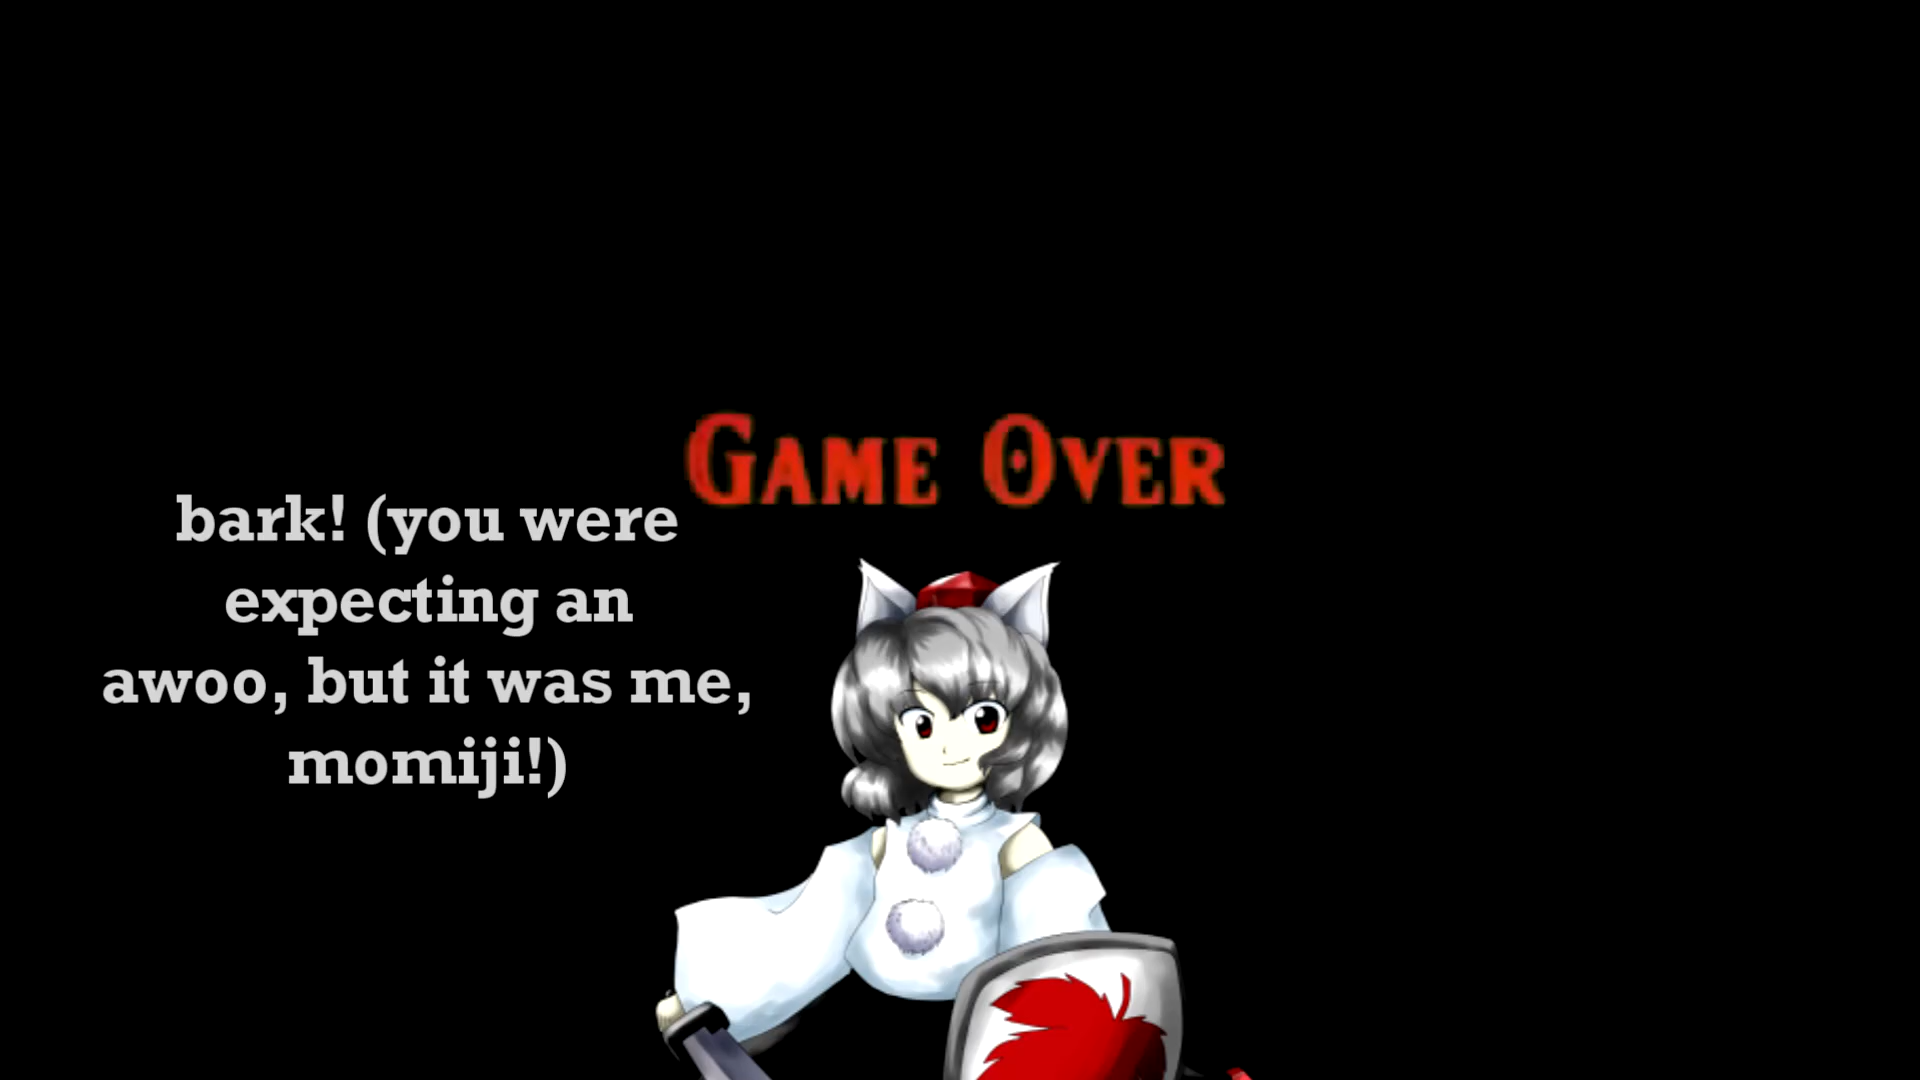 Game Over
bark! (you were
expecting an
awoo, but it was me,
momiji!)